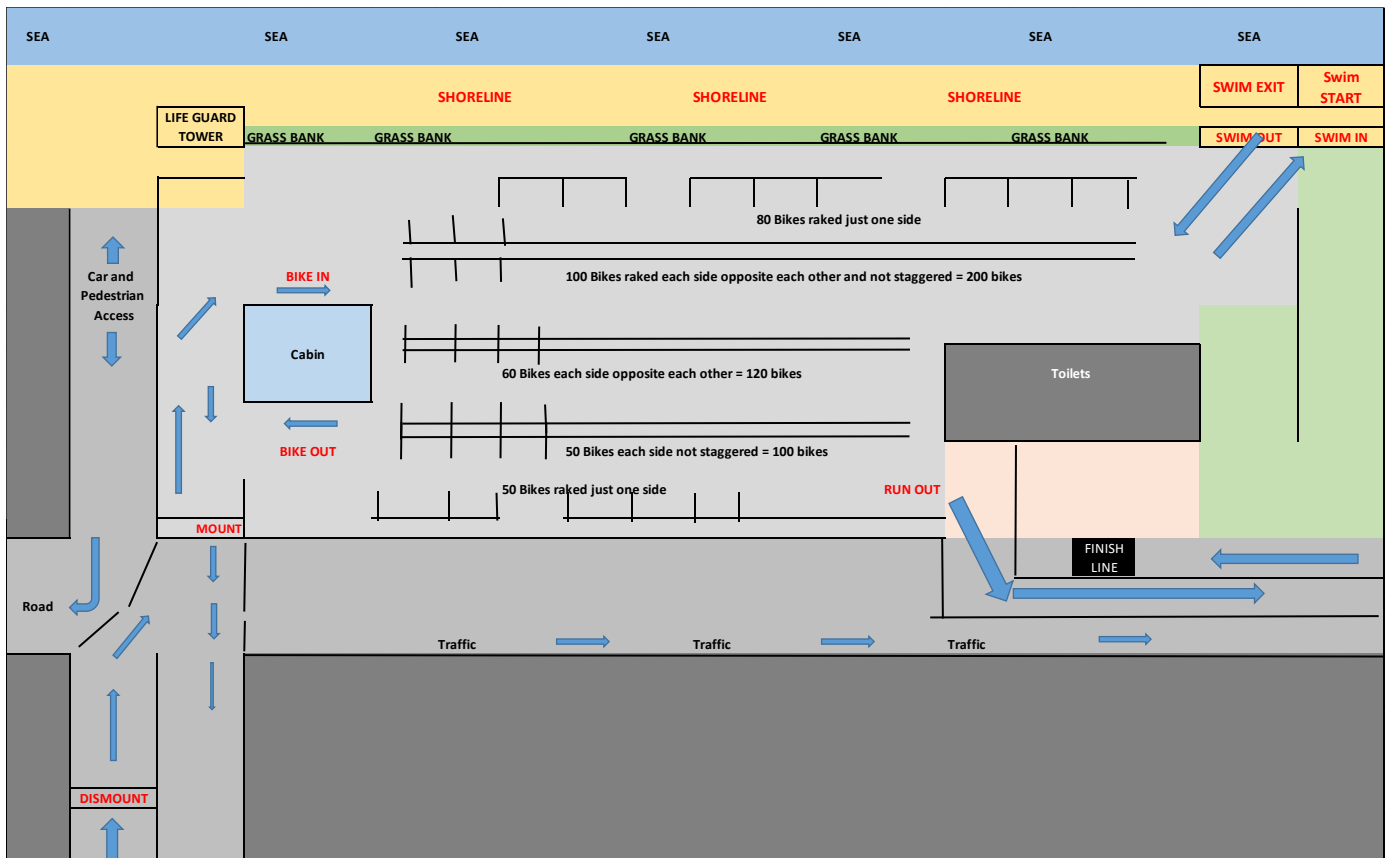 SEA SEA SEA SEA SEA SEA SEA
SHORELINE SHORELINE SHORELINE
SWIM EXIT
Swim
START
LIFE GUARD
TOWER
GRASS BANK GRASS BANK GRASS BANK GRASS BANK GRASS BANK
SWIM OUT
SWIM IN
80 Bikes raked just one side
Car and
Pedestrian
Access
BIKE IN
100 Bikes raked each side opposite each other and not staggered = 200 bikes
Cabin
60 Bikes each side opposite each other = 120 bikes
Toilets
BIKE OUT
50 Bikes each side not staggered = 100 bikes
50 Bikes raked just one side
RUN OUT
MOUNT
FINISH
LINE
Road
Traffic Traffic Traffic
DISMOUNT